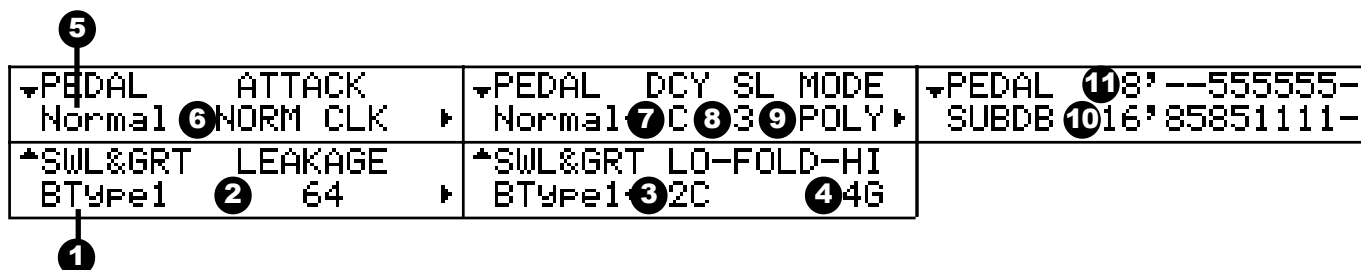 5
PEDAL ATTACK
Normal 6 NORM CLK
PEDAL DCY SL MODE
Normal 7 C 8 3 9 POLY
PEDAL 11 8'--555555-
SUBDB 10 16'85851111-
SWL&GRT LEAKAGE
BType1 2 64
SWL&GRT LO-FOLD-HI
BType1 3 2C 4 4G
1